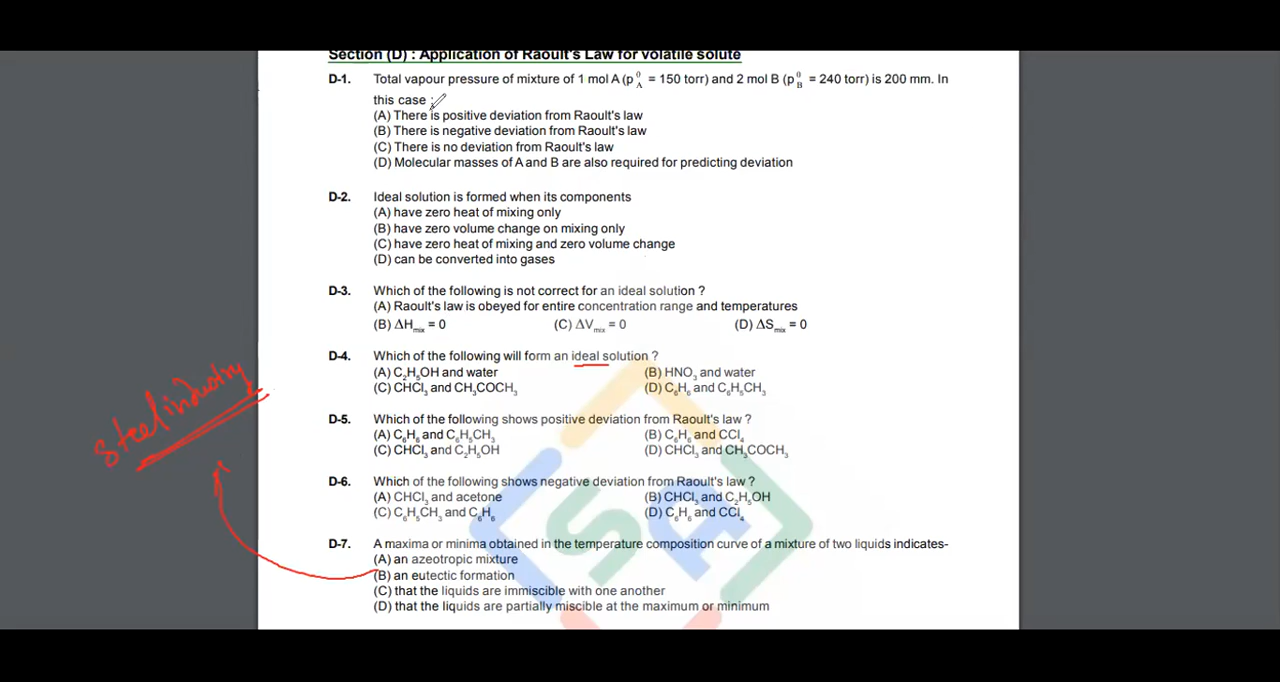 Section (D) : Application of Raoult's Law for volatile solute
D-1. Total vapour pressure of mixture of 1 mol A (p⁰_A = 150 torr) and 2 mol B (p⁰_B = 240 torr) is 200 mm. In
this case :
(A) There is positive deviation from Raoult's law
(B) There is negative deviation from Raoult's law
(C) There is no deviation from Raoult's law
(D) Molecular masses of A and B are also required for predicting deviation
D-2. Ideal solution is formed when its components
(A) have zero heat of mixing only
(B) have zero volume change on mixing only
(C) have zero heat of mixing and zero volume change
(D) can be converted into gases
D-3. Which of the following is not correct for an ideal solution ?
(A) Raoult's law is obeyed for entire concentration range and temperatures
(B) ΔH_mix = 0 (C) ΔV_mix = 0 (D) ΔS_mix = 0
D-4. Which of the following will form an ideal solution ?
(A) C₂H₅OH and water (B) HNO₃ and water
(C) CHCl₃ and CH₃COCH₃ (D) C₆H₆ and C₆H₅CH₃
Steel industry
D-5. Which of the following shows positive deviation from Raoult's law ?
(A) C₆H₆ and C₆H₅CH₃ (B) C₆H₆ and CCl₄
(C) CHCl₃ and C₂H₅OH (D) CHCl₃ and CH₃COCH₃
D-6. Which of the following shows negative deviation from Raoult's law ?
(A) CHCl₃ and acetone (B) CHCl₃ and C₂H₅OH
(C) C₆H₅CH₃ and C₆H₆ (D) C₆H₆ and CCl₄
D-7. A maxima or minima obtained in the temperature composition curve of a mixture of two liquids indicates-
(A) an azeotropic mixture
(B) an eutectic formation
(C) that the liquids are immiscible with one another
(D) that the liquids are partially miscible at the maximum or minimum
SA